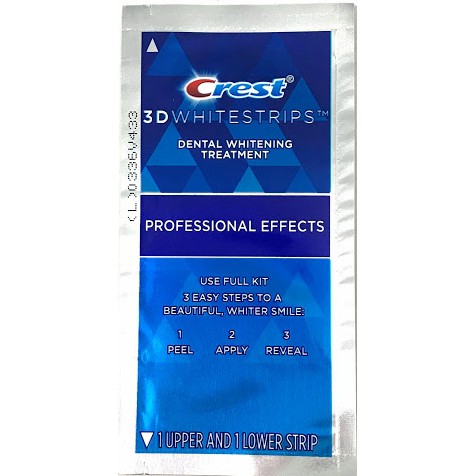 Crest®
3D WHITESTRIPS™
DENTAL WHITENING
TREATMENT
(L)0336V433
PROFESSIONAL EFFECTS
USE FULL KIT
3 EASY STEPS TO A
BEAUTIFUL, WHITER SMILE:
1 2 3
PEEL APPLY REVEAL
1 UPPER AND 1 LOWER STRIP